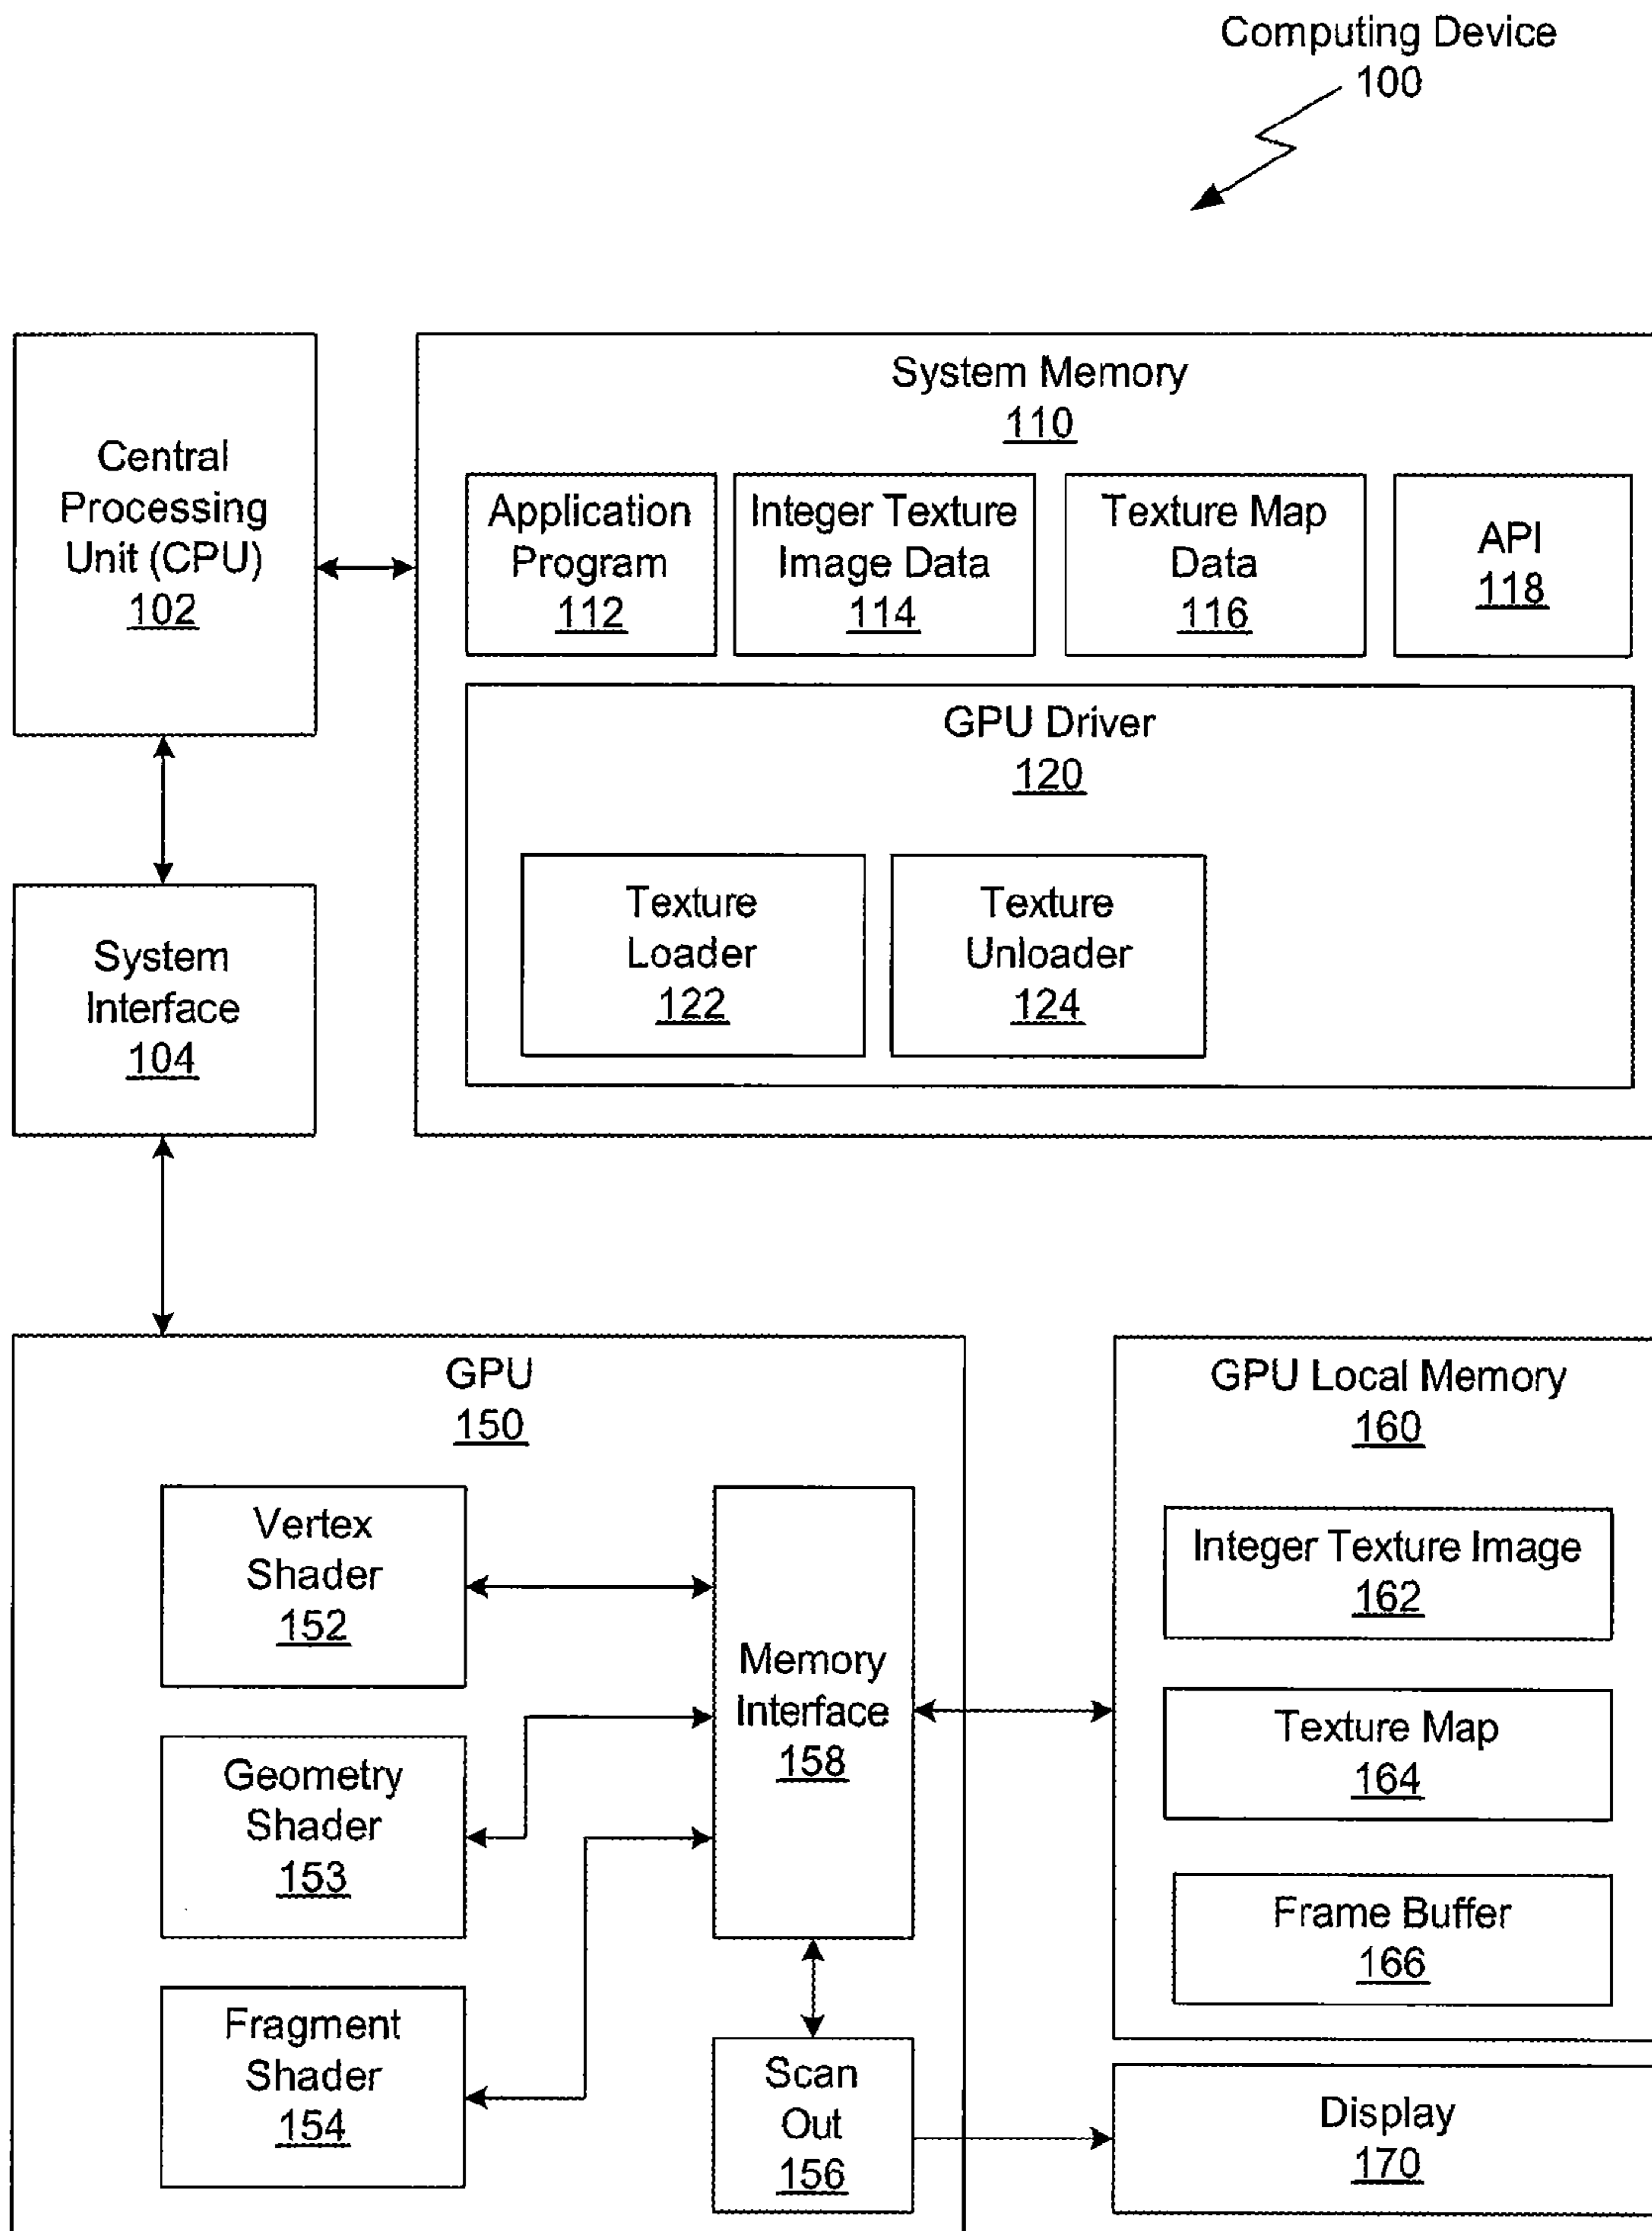 Computing Device
100
System Memory
110
Central
Processing
Unit (CPU)
102
Application
Program
112
Integer Texture
Image Data
114
Texture Map
Data
116
API
118
GPU Driver
120
Texture
Loader
122
Texture
Unloader
124
System
Interface
104
GPU
150
GPU Local Memory
160
Vertex
Shader
152
Memory
Interface
158
Integer Texture Image
162
Geometry
Shader
153
Texture Map
164
Frame Buffer
166
Fragment
Shader
154
Scan
Out
156
Display
170